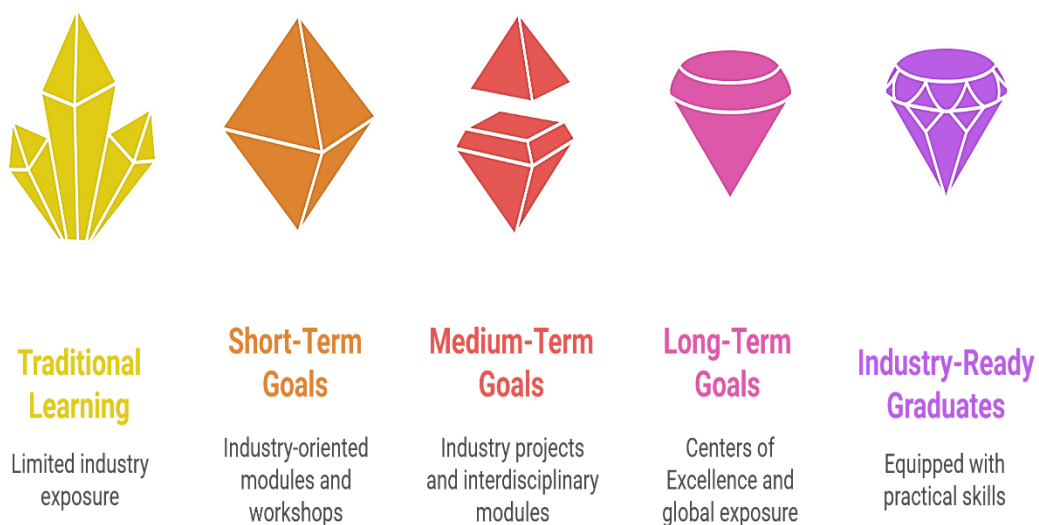 Traditional
Learning
Limited industry
exposure
Short-Term
Goals
Industry-oriented
modules and
workshops
Medium-Term
Goals
Industry projects
and interdisciplinary
modules
Long-Term
Goals
Centers of
Excellence and
global exposure
Industry-Ready
Graduates
Equipped with
practical skills